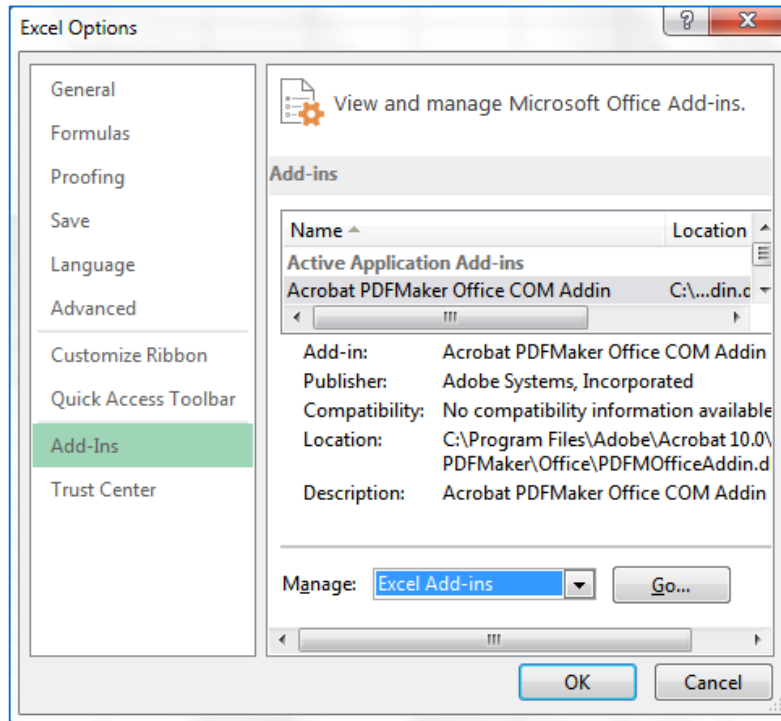 Excel Options
General
Formulas
Proofing
Save
Language
Advanced
Customize Ribbon
Quick Access Toolbar
Add-Ins
Trust Center
View and manage Microsoft Office Add-ins.
Add-ins
Name Location
Active Application Add-ins
Acrobat PDFMaker Office COM Addin C:\...din.d
Add-in: Acrobat PDFMaker Office COM Addin
Publisher: Adobe Systems, Incorporated
Compatibility: No compatibility information available
Location: C:\Program Files\Adobe\Acrobat 10.0\
PDFMaker\Office\PDFMOfficeAddin.d
Description: Acrobat PDFMaker Office COM Addin
Manage: Excel Add-ins Go...
OK Cancel